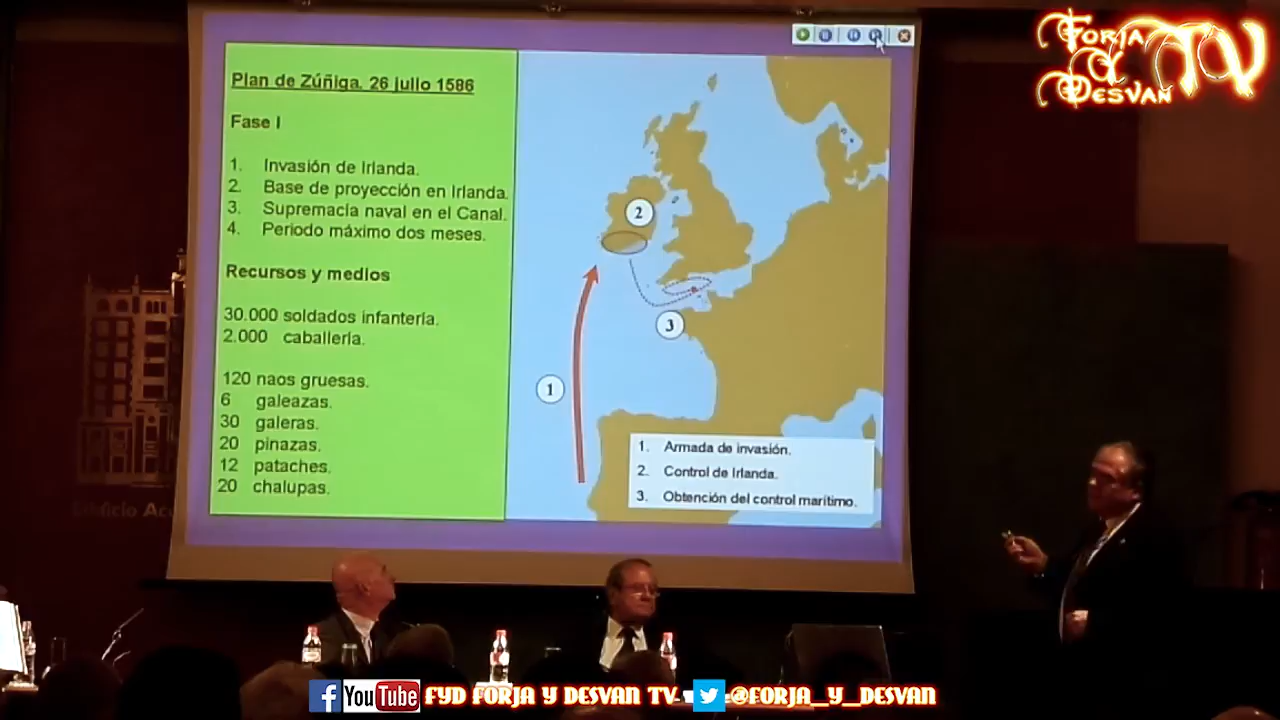 Plan de Zúñiga, 26 julio 1586
Fase I
1. Invasión de Irlanda.
2. Base de proyección en Irlanda.
3. Supremacía naval en el Canal.
4. Periodo máximo dos meses.
Recursos y medios
30.000 soldados infantería.
2.000 caballería.
120 naos gruesas.
6 galeazas.
30 galeras.
20 pinazas.
12 pataches.
20 chalupas.
2
3
1
1. Armada de invasión.
2. Control de Irlanda.
3. Obtención del control marítimo.
Forja
y
Desvan
TV
Edificio
YouTube FYD FORJA Y DESVAN TV @FORJA_Y_DESVAN